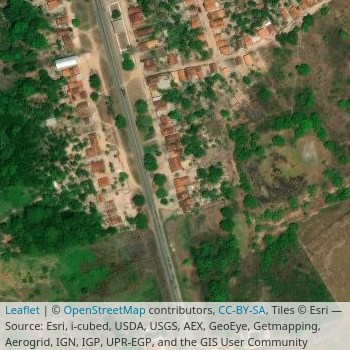 Leaflet | © OpenStreetMap contributors, CC-BY-SA, Tiles © Esri —
Source: Esri, i-cubed, USDA, USGS, AEX, GeoEye, Getmapping,
Aerogrid, IGN, IGP, UPR-EGP, and the GIS User Community